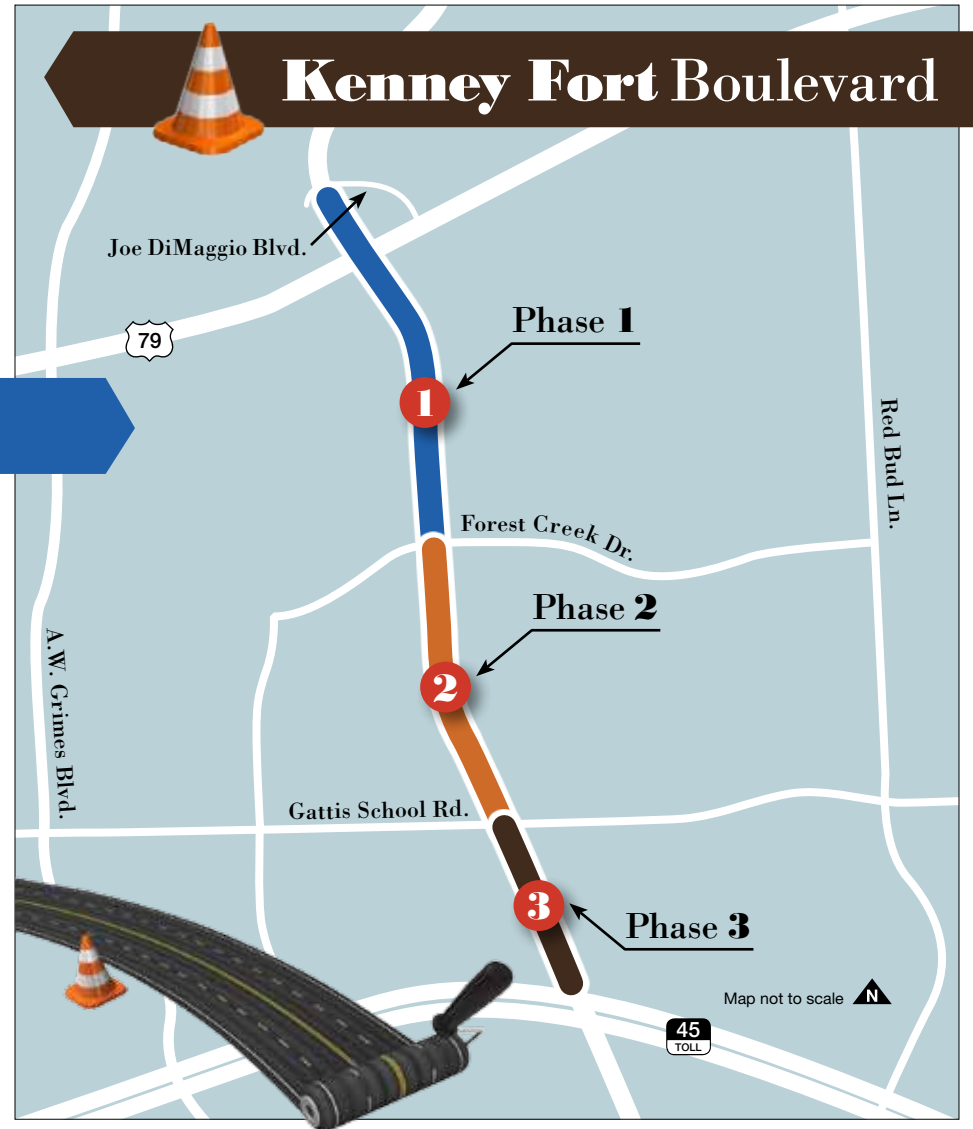 Kenney Fort Boulevard
Joe DiMaggio Blvd.
79
Phase 1
1
Red Bud Ln.
Forest Creek Dr.
Phase 2
2
A.W. Grimes Blvd.
Gattis School Rd.
3
Phase 3
Map not to scale N
45
TOLL